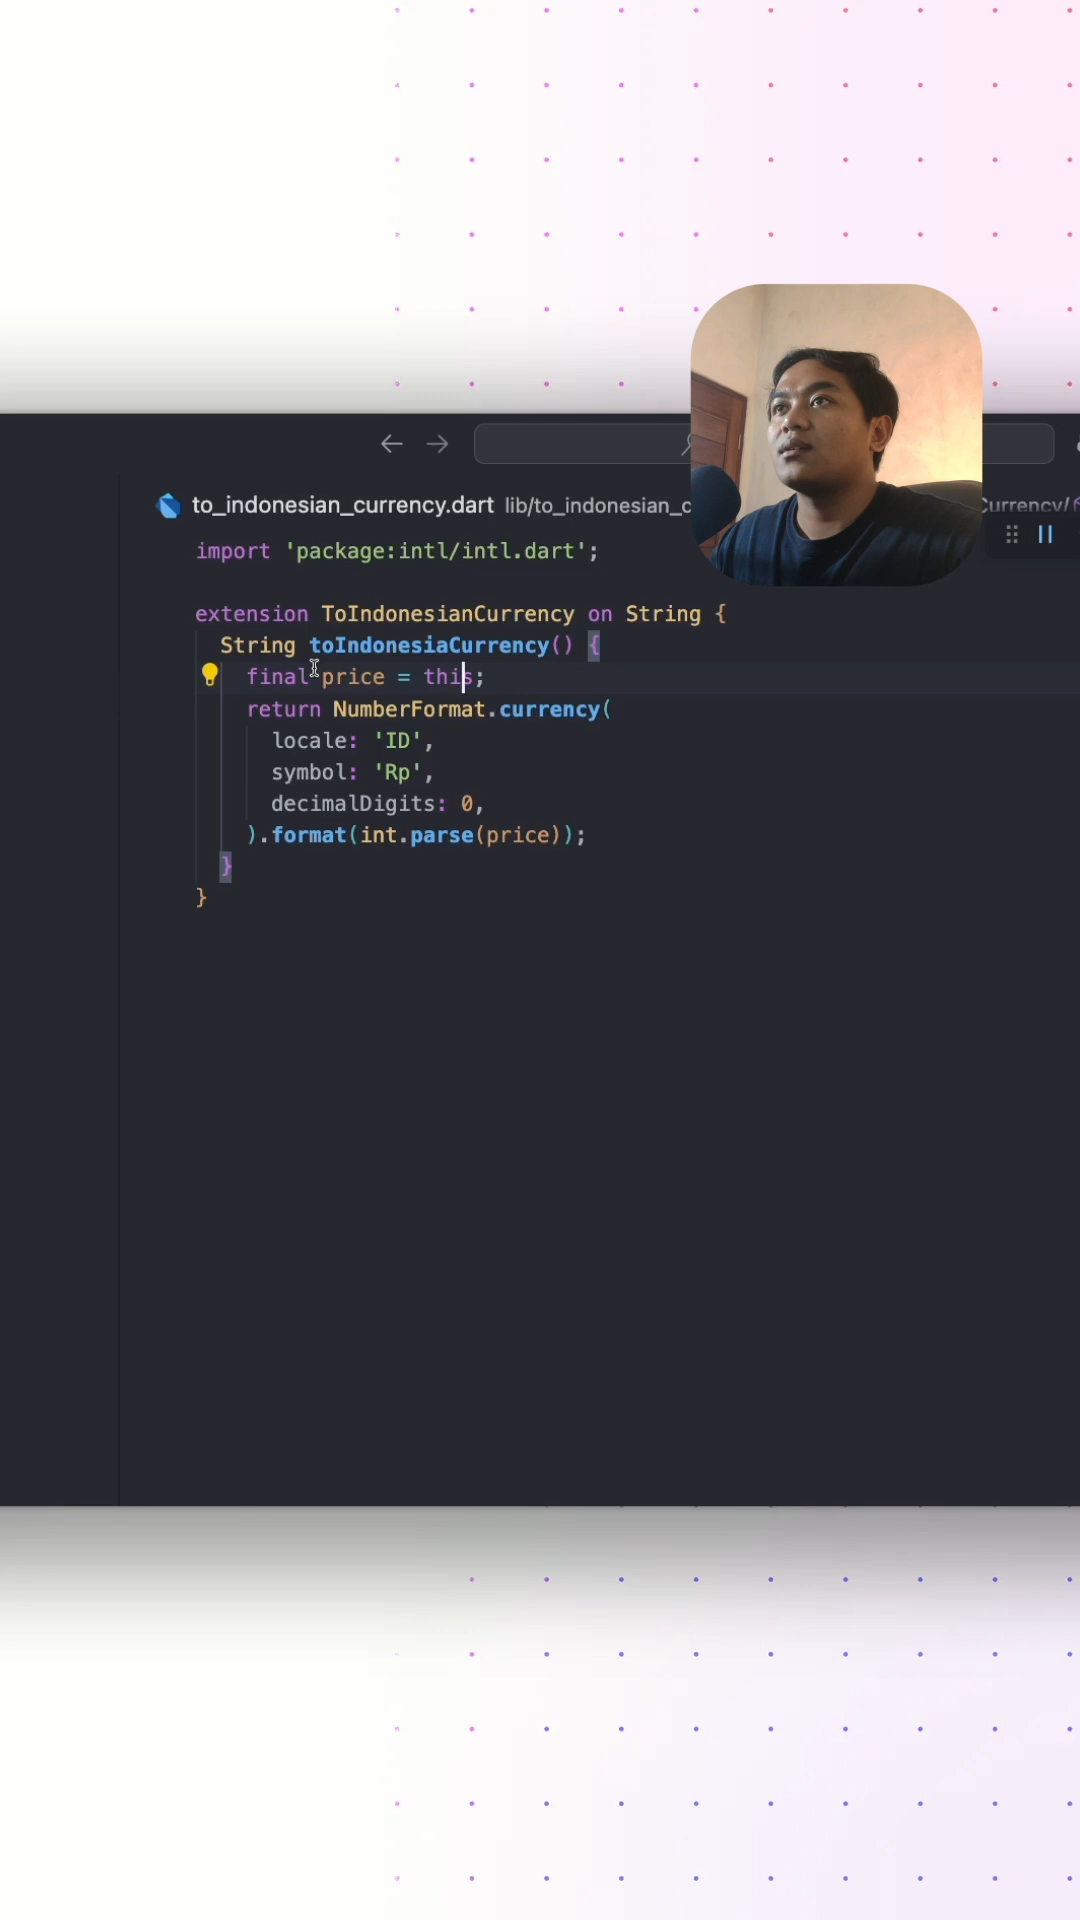 to_indonesian_currency.dart lib/to_indonesian_c Currency/
import 'package:intl/intl.dart';
extension ToIndonesianCurrency on String {
String toIndonesiaCurrency() {
final price = this;
return NumberFormat.currency(
locale: 'ID',
symbol: 'Rp',
decimalDigits: 0,
).format(int.parse(price));
}
}